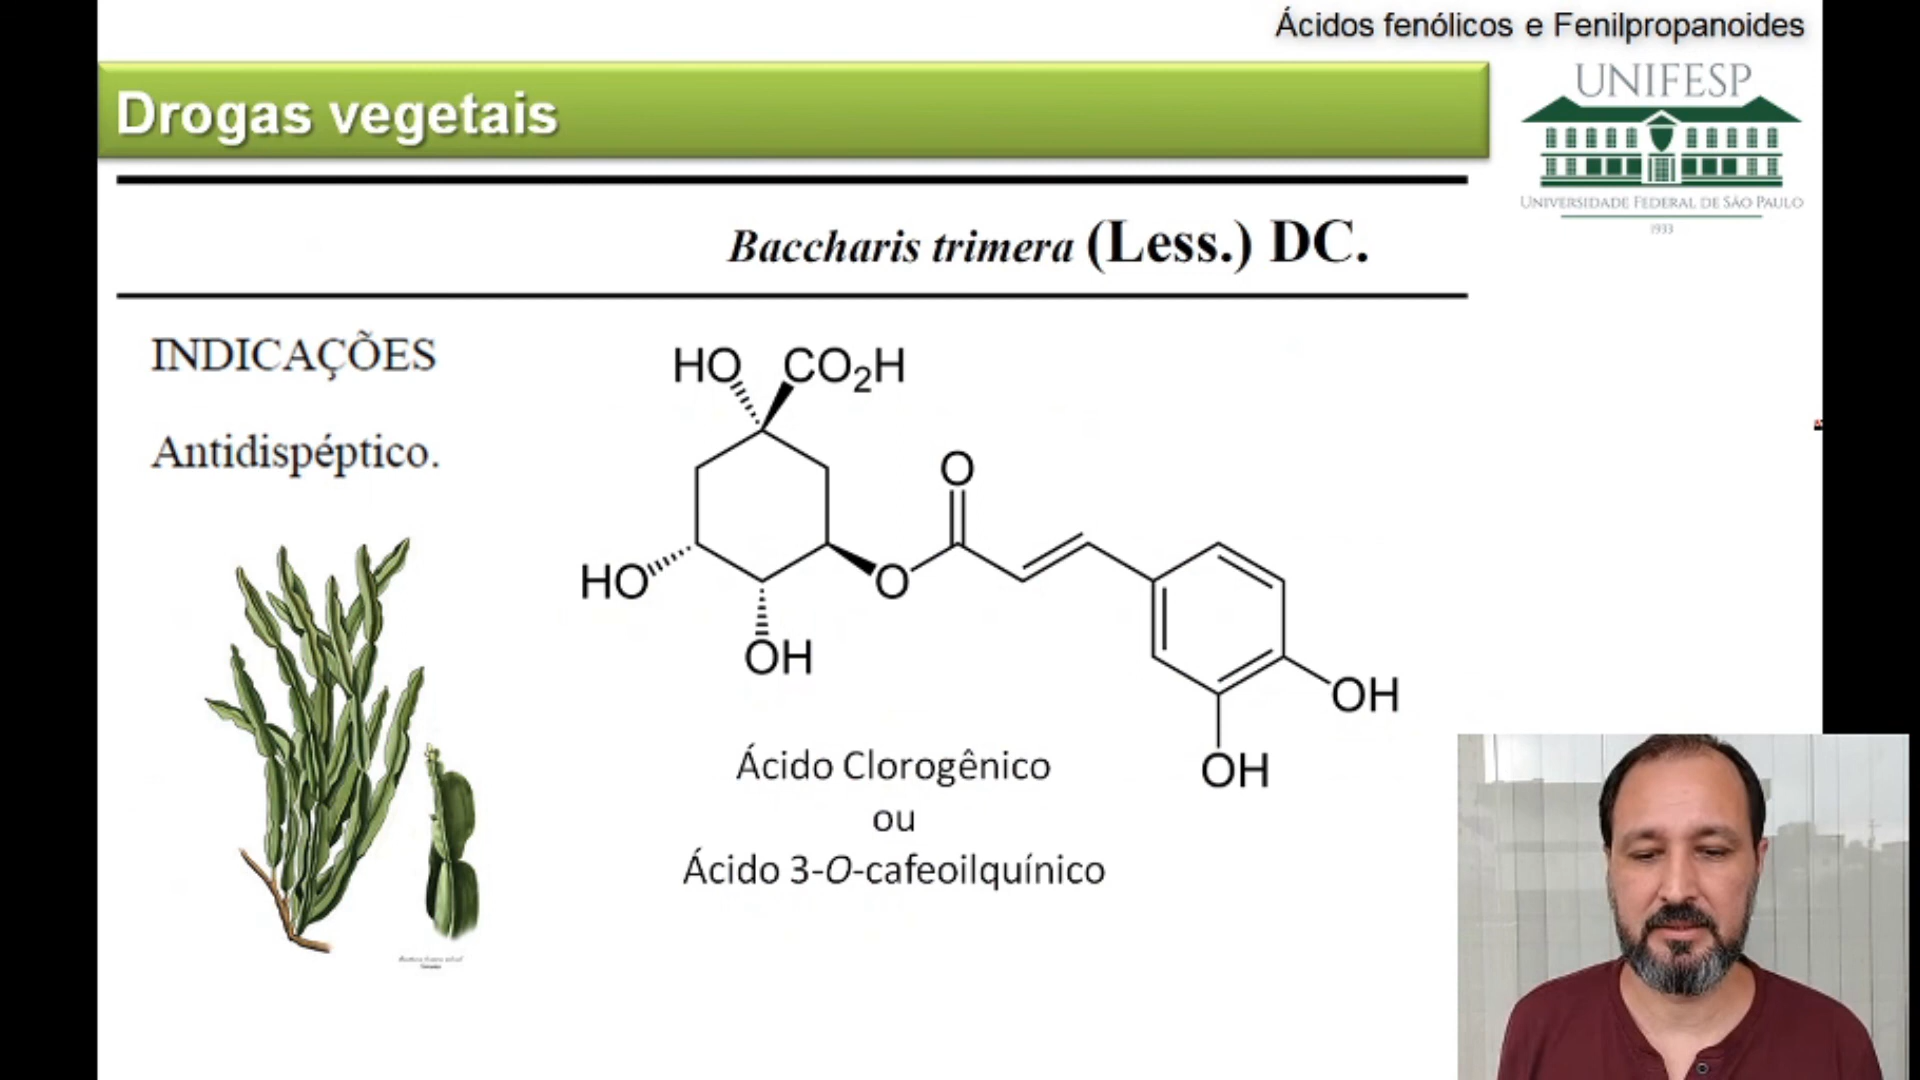 Ácidos fenólicos e Fenilpropanoides
Drogas vegetais
UNIFESP
UNIVERSIDADE FEDERAL DE SÃO PAULO
1933
Baccharis trimera (Less.) DC.
INDICAÇÕES
Antidispéptico.
HO CO₂H
O
HO O
OH
OH
OH
Ácido Clorogênico
ou
Ácido 3-O-cafeoilquínico